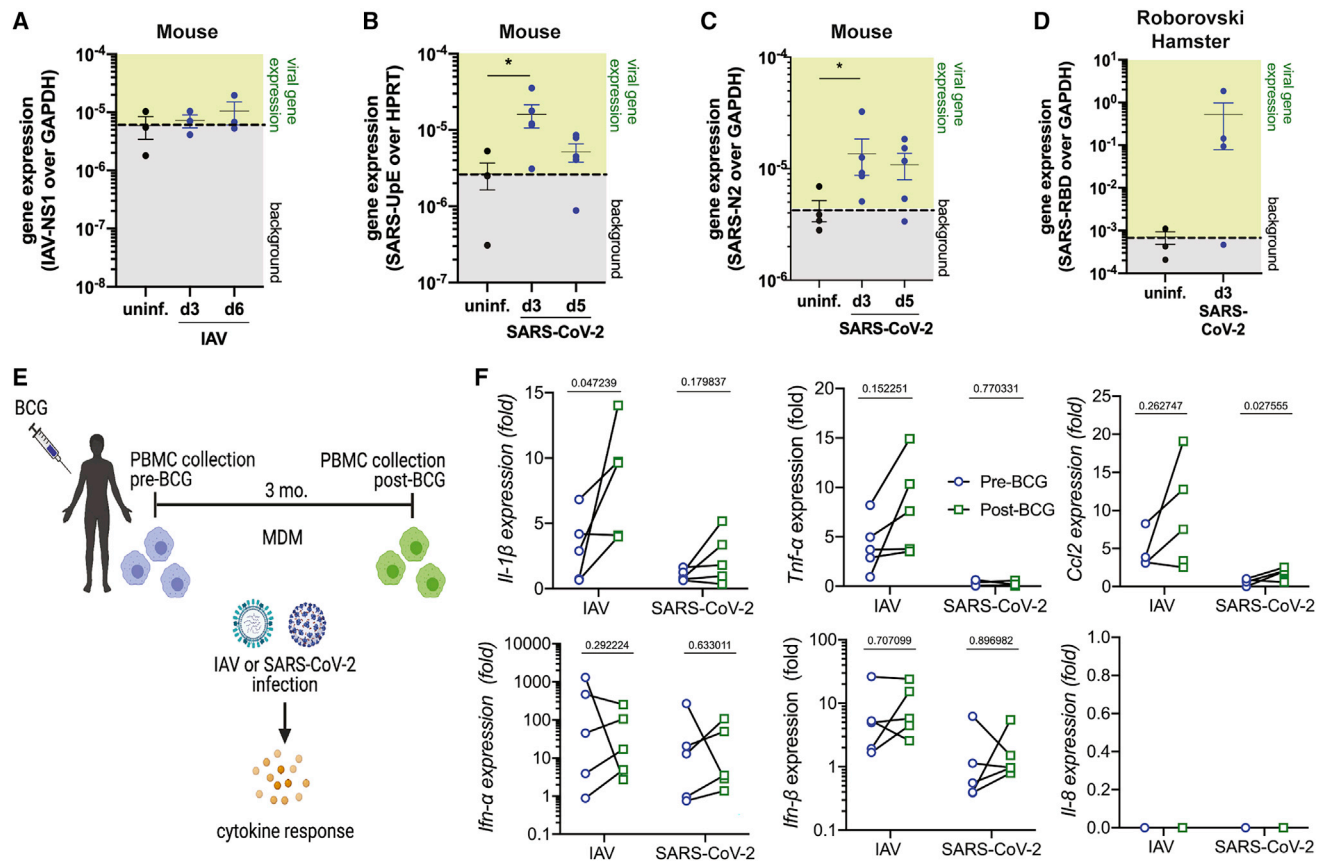 A
Mouse
gene expression
(IAV-NS1 over GAPDH)
10-4
10-5
10-6
10-7
10-8
viral gene
expression
background
uninf.
d3
d6
IAV
B
Mouse
gene expression
(SARS-UpE over HPRT)
10-4
10-5
10-6
10-7
*
viral gene
expression
background
uninf.
d3
d5
SARS-CoV-2
C
Mouse
gene expression
(SARS-N2 over GAPDH)
10-4
10-5
10-6
*
viral gene
expression
background
uninf.
d3
d5
SARS-CoV-2
D
Roborovski
Hamster
gene expression
(SARS-RBD over GAPDH)
101
100
10-1
10-2
10-3
10-4
viral gene
expression
background
uninf.
d3
SARS-
CoV-2
E
BCG
PBMC collection
pre-BCG
PBMC collection
post-BCG
3 mo.
MDM
IAV or SARS-CoV-2
infection
cytokine response
F
Il-1β expression (fold)
15
10
5
0
0.047239
0.179837
IAV
SARS-CoV-2
Tnf-α expression (fold)
20
15
10
5
0
0.152251
0.770331
Pre-BCG
Post-BCG
IAV
SARS-CoV-2
Ccl2 expression (fold)
25
20
15
10
5
0
0.262747
0.027555
IAV
SARS-CoV-2
Ifn-α expression (fold)
10000
1000
100
10
1
0.1
0.292224
0.633011
IAV
SARS-CoV-2
Ifn-β expression (fold)
100
10
1
0.1
0.707099
0.896982
IAV
SARS-CoV-2
Il-8 expression (fold)
1.0
0.8
0.6
0.4
0.2
0.0
IAV
SARS-CoV-2